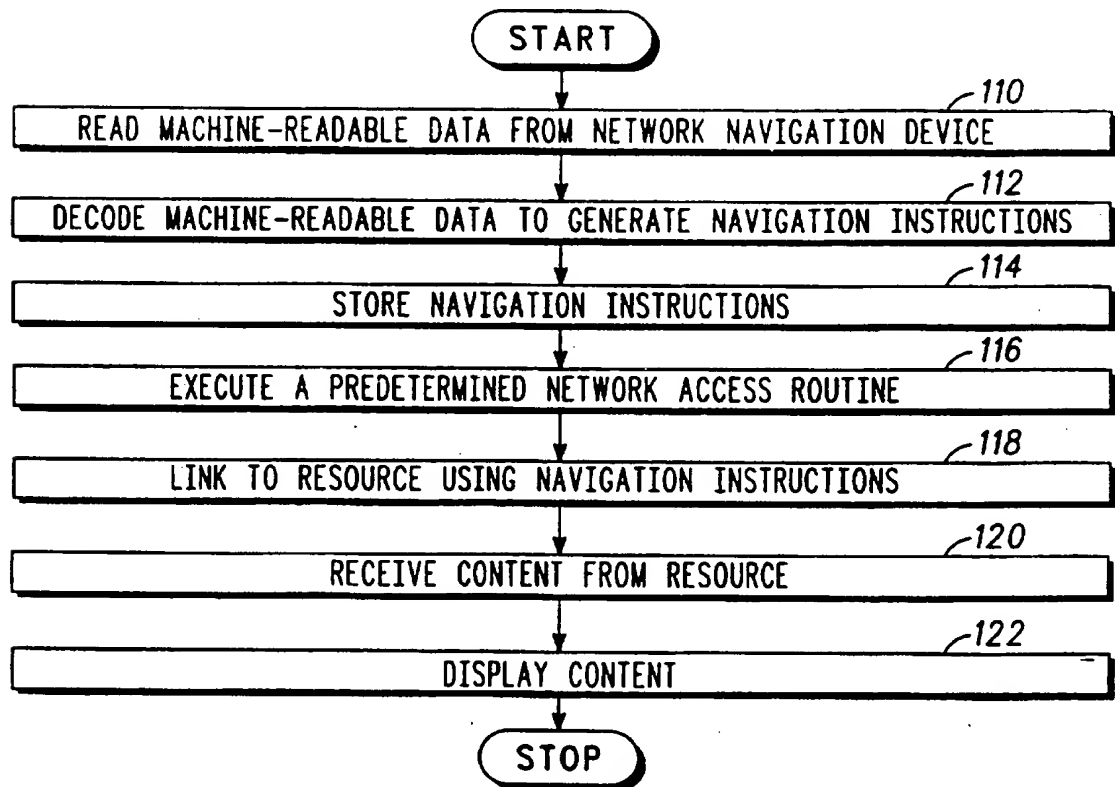 START
110
READ MACHINE-READABLE DATA FROM NETWORK NAVIGATION DEVICE
112
DECODE MACHINE-READABLE DATA TO GENERATE NAVIGATION INSTRUCTIONS
114
STORE NAVIGATION INSTRUCTIONS
116
EXECUTE A PREDETERMINED NETWORK ACCESS ROUTINE
118
LINK TO RESOURCE USING NAVIGATION INSTRUCTIONS
120
RECEIVE CONTENT FROM RESOURCE
122
DISPLAY CONTENT
STOP